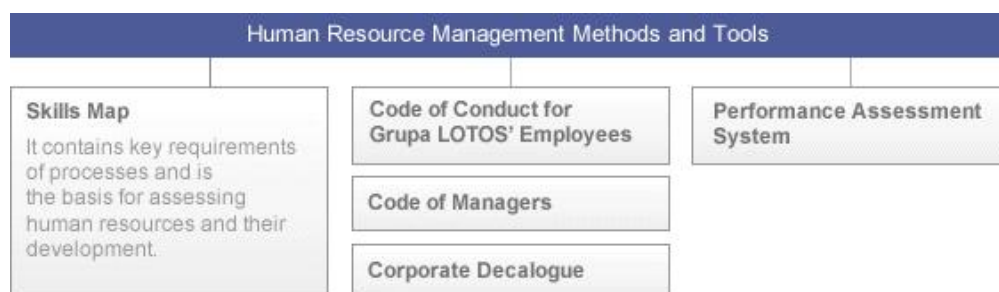 Human Resource Management Methods and Tools
Skills Map
It contains key requirements
of processes and is
the basis for assessing
human resources and their
development.
Code of Conduct for
Grupa LOTOS' Employees
Code of Managers
Corporate Decalogue
Performance Assessment
System